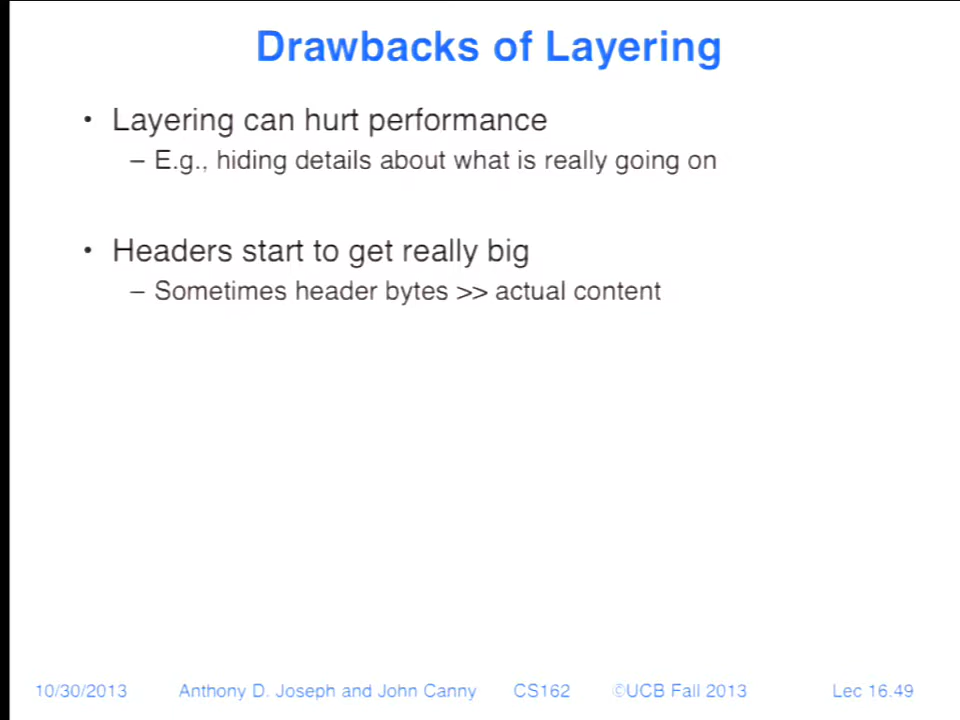 Drawbacks of Layering
• Layering can hurt performance
– E.g., hiding details about what is really going on
• Headers start to get really big
– Sometimes header bytes >> actual content
10/30/2013 Anthony D. Joseph and John Canny CS162 ©UCB Fall 2013 Lec 16.49